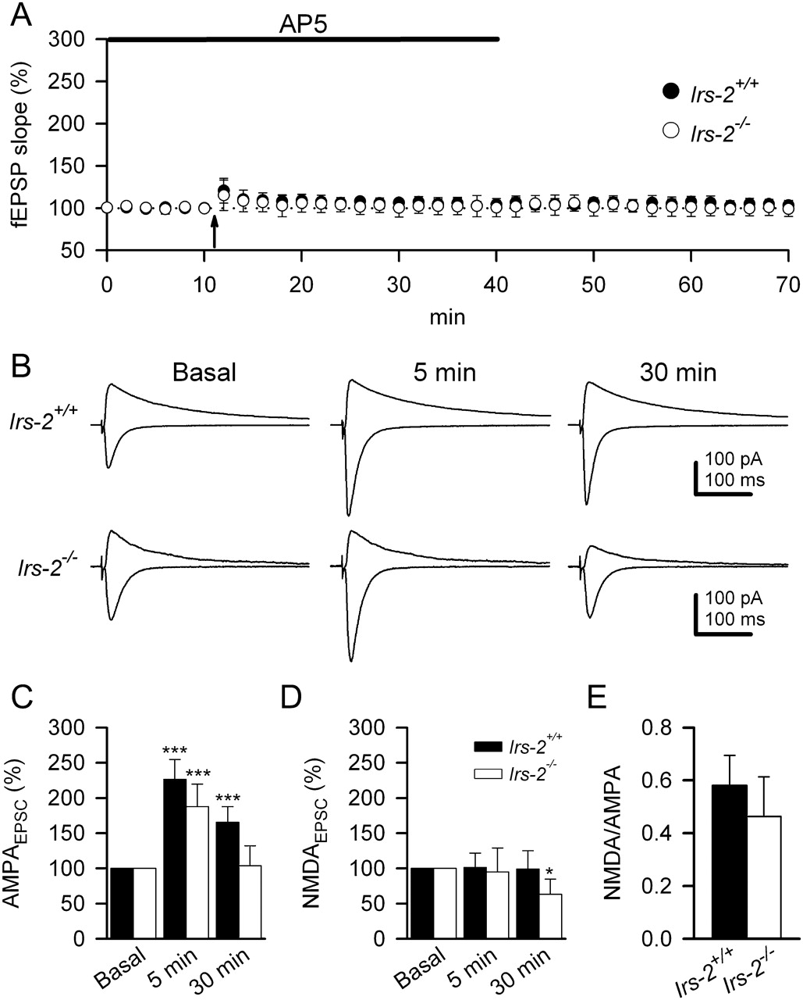 A
AP5
300
250
200
150
100
50
fEPSP slope (%)
Irs-2+/+
Irs-2-/-
0 10 20 30 40 50 60 70
min
B
Basal 5 min 30 min
Irs-2+/+
100 pA
100 ms
Irs-2-/-
100 pA
100 ms
C
300
250
200
150
100
50
0
AMPAEPSC (%)
***
***
***
Basal 5 min 30 min
D
300
250
200
150
100
50
0
NMDAEPSC (%)
Irs-2+/+
Irs-2-/-
*
Basal 5 min 30 min
E
0.8
0.6
0.4
0.2
0.0
NMDA/AMPA
Irs-2+/+ Irs-2-/-